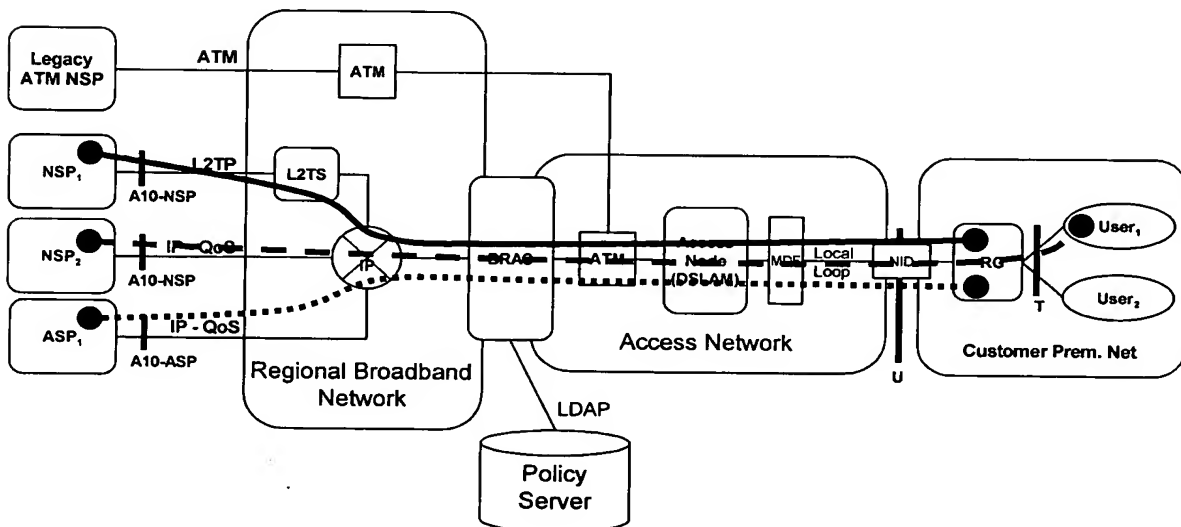 Legacy
ATM NSP
ATM
ATM
NSP₁
L2TP
L2TS
A10-NSP
NSP₂
IP - QoS
IP
A10-NSP
ASP₁
IP - QoS
A10-ASP
Regional Broadband
Network
BRAS
ATM
Access
Node
(DSLAM)
MDF
Local
Loop
NID
RG
User₁
User₂
T
U
Access Network
Customer Prem. Net
LDAP
Policy
Server